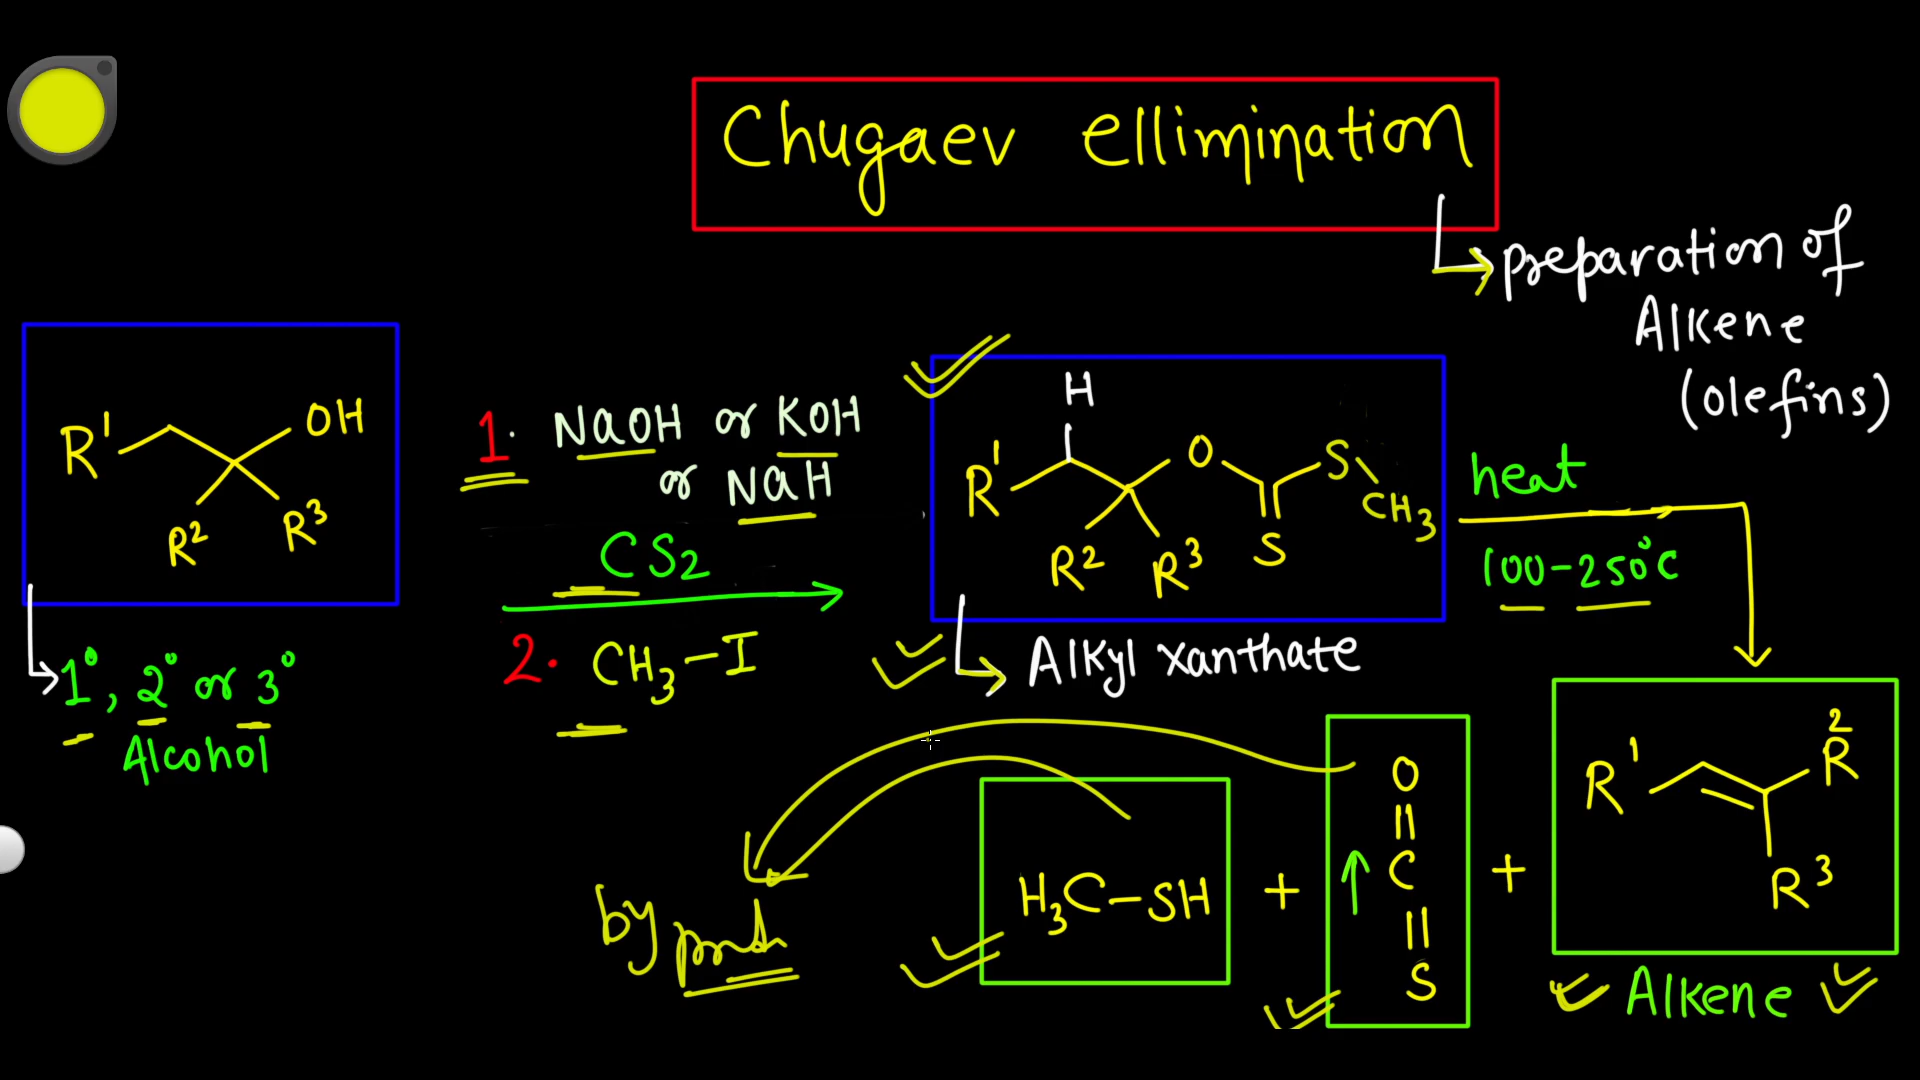 Chugaev ellimination
preparation of
Alkene
(olefins)
R' OH
R² R³
1°, 2° or 3°
Alcohol
1. NaOH or KOH
or NaH
CS2
2. CH3-I
H
R' O S
CH3
R² R³ S
Alkyl xanthate
heat
100-250°C
by
H3C-SH
+
O
C
S
+
R' R²
R³
Alkene